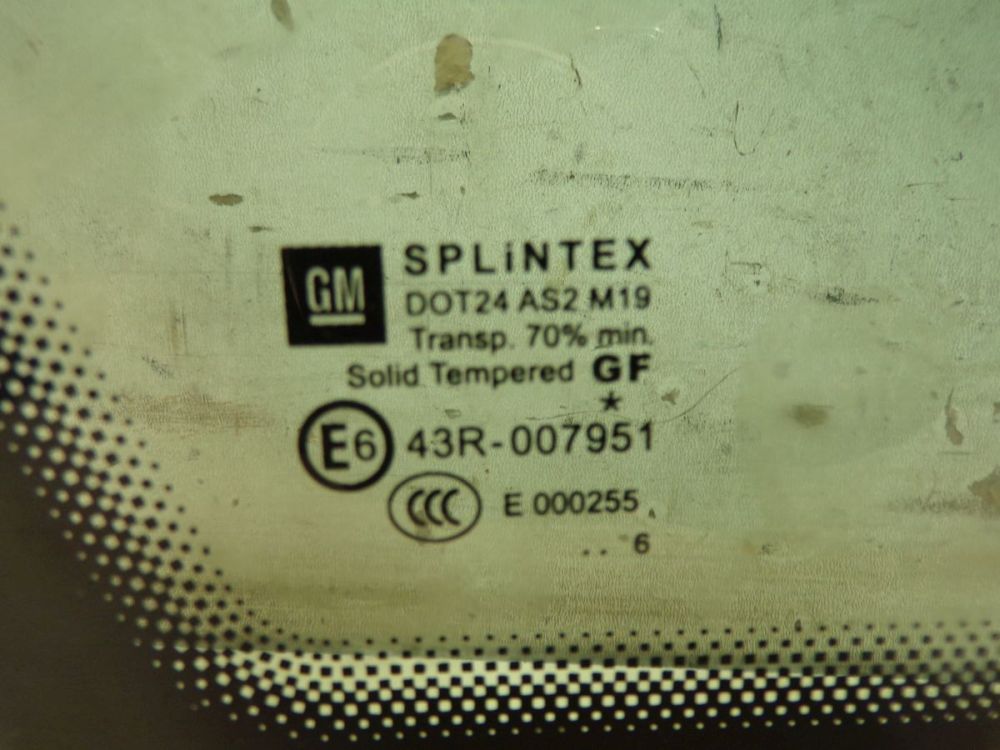 GM SPLiNTEX
DOT24 AS2 M19
Transp. 70% min.
Solid Tempered GF
★
E6 43R-007951
CCC E 000255
.. 6